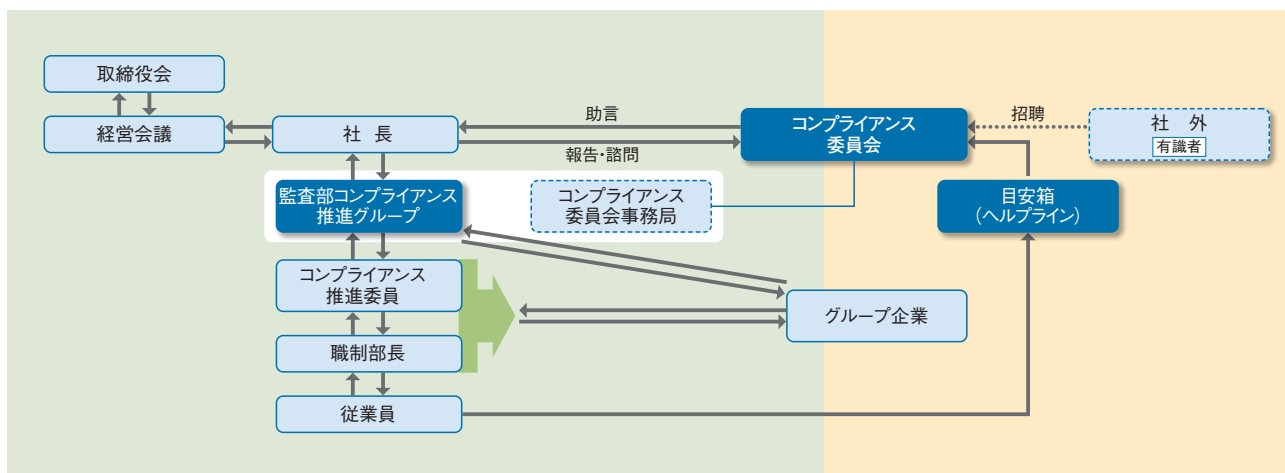 取締役会
経営会議
社 長
助言
報告・諮問
コンプライアンス
委員会
招聘
社 外
有識者
監査部コンプライアンス
推進グループ
コンプライアンス
委員会事務局
目安箱
（ヘルプライン）
コンプライアンス
推進委員
グループ企業
職制部長
従業員